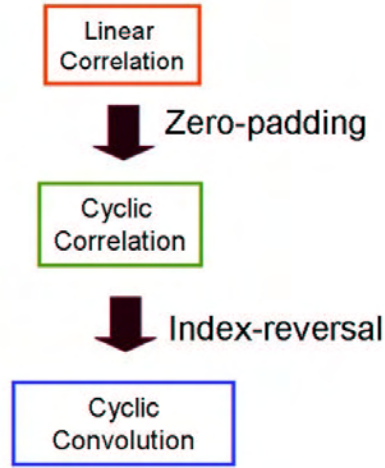 Linear
Correlation
Zero-padding
Cyclic
Correlation
Index-reversal
Cyclic
Convolution